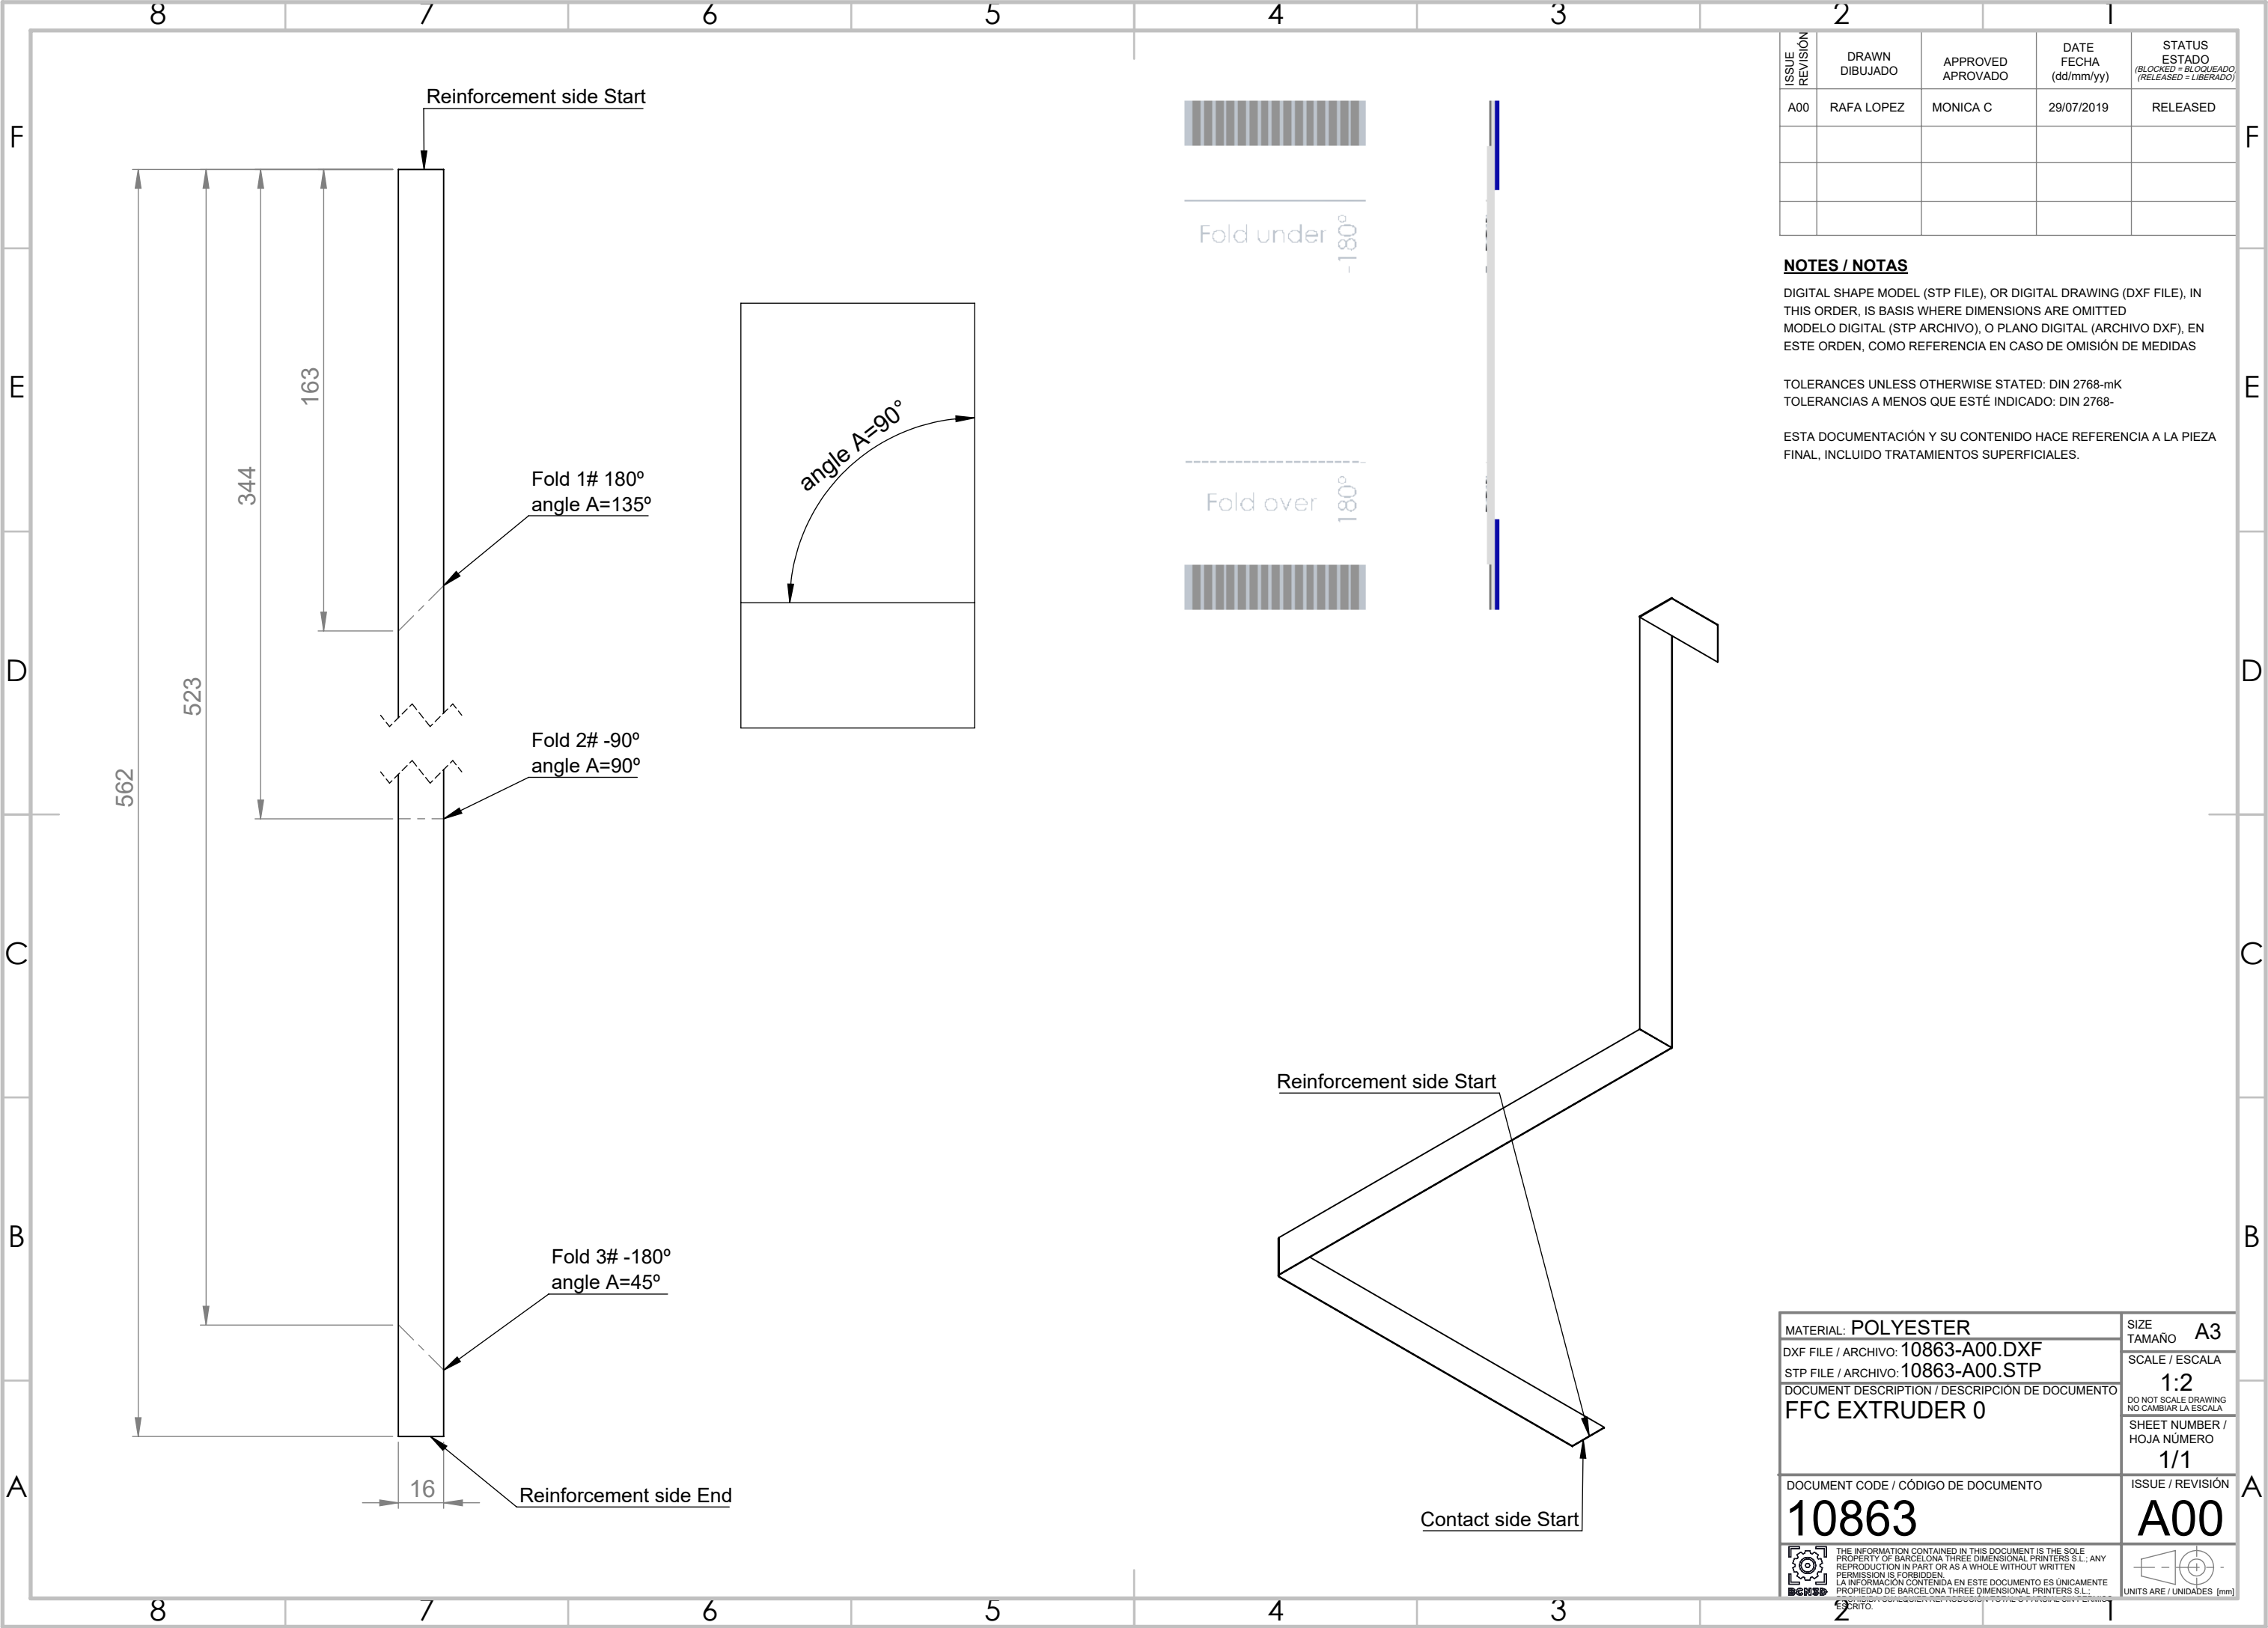 8 7 6 5 4 3 2 1
F
E
D
C
B
A
Reinforcement side Start
163
344
523
562
16
Fold 1# 180º
angle A=135º
Fold 2# -90º
angle A=90º
Fold 3# -180º
angle A=45º
Reinforcement side End
angle A=90°
Fold under -180°
Fold over 180°
Reinforcement side Start
Contact side Start
ISSUE
REVISIÓN
DRAWN
DIBUJADO
APPROVED
APROVADO
DATE
FECHA
(dd/mm/yy)
STATUS
ESTADO
(BLOCKED = BLOQUEADO)
(RELEASED = LIBERADO)
A00 RAFA LOPEZ MONICA C 29/07/2019 RELEASED
NOTES / NOTAS
DIGITAL SHAPE MODEL (STP FILE), OR DIGITAL DRAWING (DXF FILE), IN
THIS ORDER, IS BASIS WHERE DIMENSIONS ARE OMITTED
MODELO DIGITAL (STP ARCHIVO), O PLANO DIGITAL (ARCHIVO DXF), EN
ESTE ORDEN, COMO REFERENCIA EN CASO DE OMISIÓN DE MEDIDAS
TOLERANCES UNLESS OTHERWISE STATED: DIN 2768-mK
TOLERANCIAS A MENOS QUE ESTÉ INDICADO: DIN 2768-
ESTA DOCUMENTACIÓN Y SU CONTENIDO HACE REFERENCIA A LA PIEZA
FINAL, INCLUIDO TRATAMIENTOS SUPERFICIALES.
MATERIAL: POLYESTER
DXF FILE / ARCHIVO: 10863-A00.DXF
STP FILE / ARCHIVO: 10863-A00.STP
DOCUMENT DESCRIPTION / DESCRIPCIÓN DE DOCUMENTO
FFC EXTRUDER 0
SIZE
TAMAÑO A3
SCALE / ESCALA
1:2
DO NOT SCALE DRAWING
NO CAMBIAR LA ESCALA
SHEET NUMBER /
HOJA NÚMERO
1/1
DOCUMENT CODE / CÓDIGO DE DOCUMENTO
10863
ISSUE / REVISIÓN
A00
BCN3D
THE INFORMATION CONTAINED IN THIS DOCUMENT IS THE SOLE
PROPERTY OF BARCELONA THREE DIMENSIONAL PRINTERS S.L.; ANY
REPRODUCTION IN PART OR AS A WHOLE WITHOUT WRITTEN
PERMISSION IS FORBIDDEN.
LA INFORMACIÓN CONTENIDA EN ESTE DOCUMENTO ES ÚNICAMENTE
PROPIEDAD DE BARCELONA THREE DIMENSIONAL PRINTERS S.L.;
ESCRITO.
UNITS ARE / UNIDADES [mm]
F
E
D
C
B
A
8 7 6 5 4 3 2 1